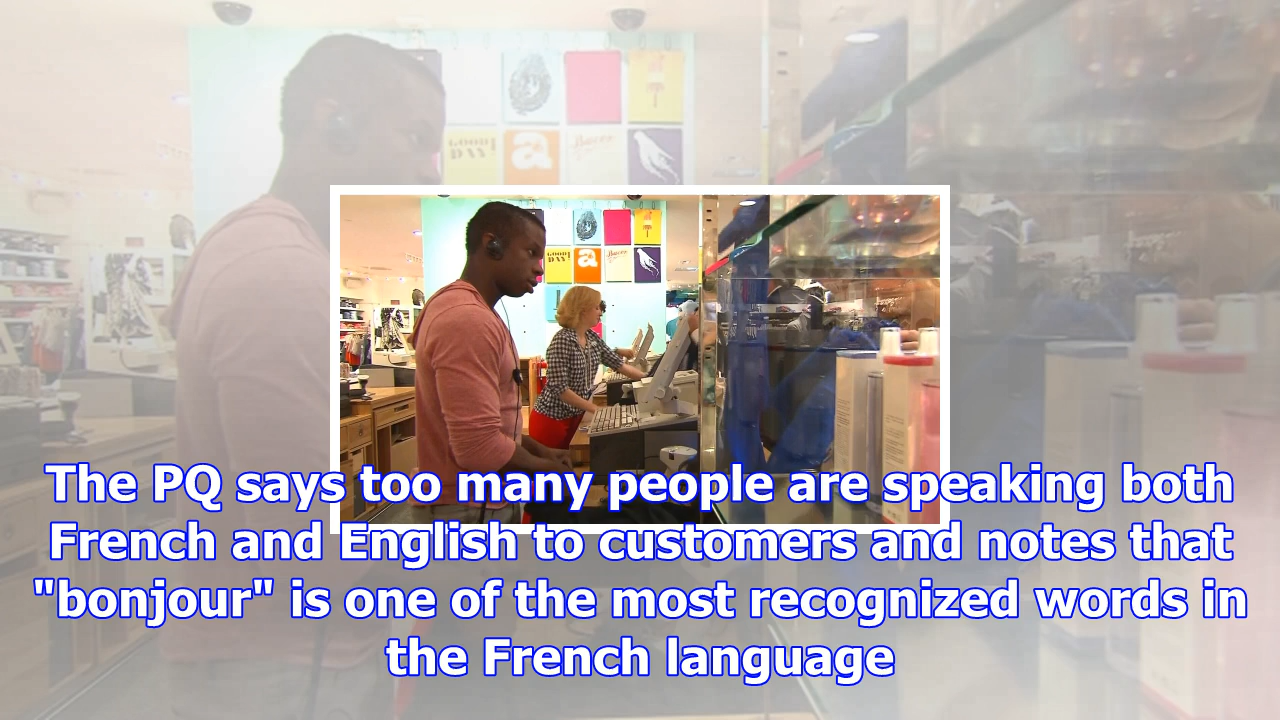 The PQ says too many people are speaking both
French and English to customers and notes that
"bonjour" is one of the most recognized words in
the French language